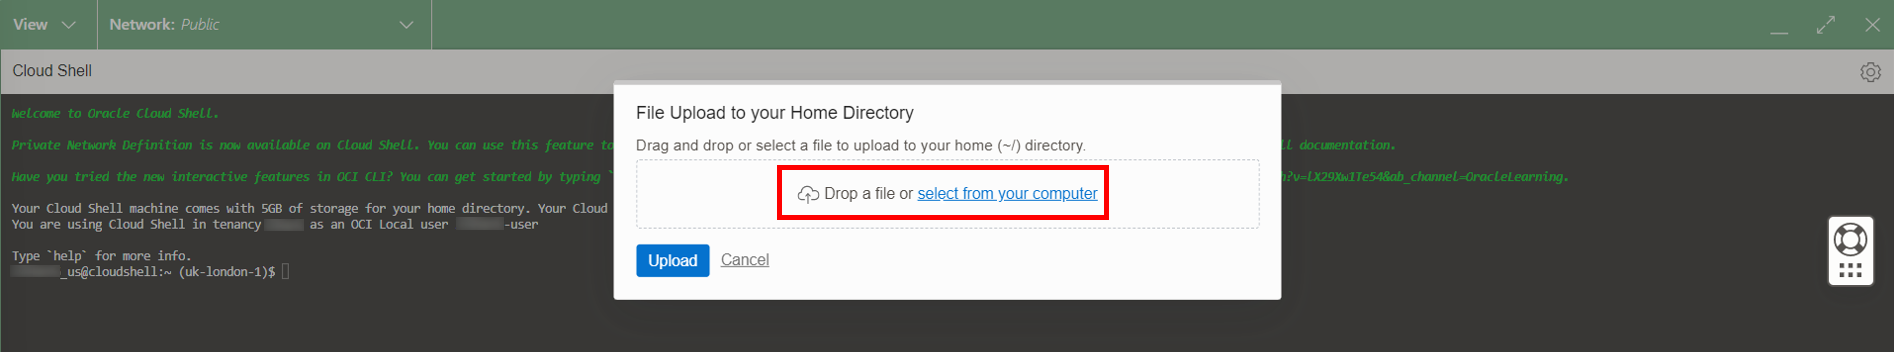 View
Network: Public
Cloud Shell
Welcome to Oracle Cloud Shell.
Private Network Definition is now available on Cloud Shell. You can use this feature to
ll documentation.
Have you tried the new interactive features in OCI CLI? You can get started by typing `
h?v=lX29Xw1Te54&ab_channel=OracleLearning.
Your Cloud Shell machine comes with 5GB of storage for your home directory. Your Cloud
You are using Cloud Shell in tenancy as an OCI Local user -user
Type `help` for more info.
_us@cloudshell:~ (uk-london-1)$
File Upload to your Home Directory
Drag and drop or select a file to upload to your home (~/) directory.
Drop a file or select from your computer
Upload
Cancel